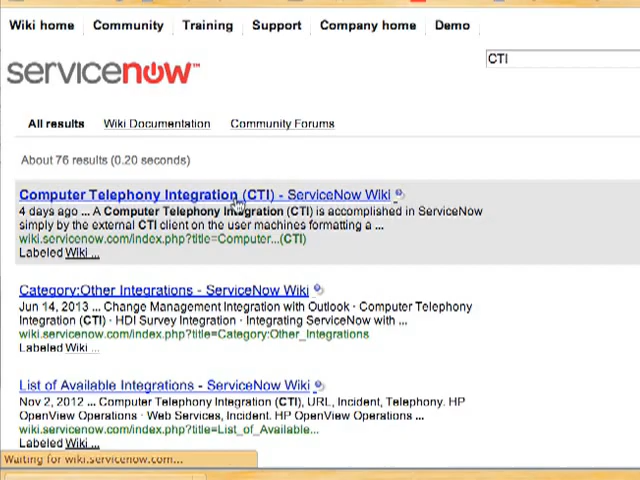 Wiki home Community Training Support Company home Demo
CTI
servicenow™
All results Wiki Documentation Community Forums
About 76 results (0.20 seconds)
Computer Telephony Integration (CTI) - ServiceNow Wiki
4 days ago ... A Computer Telephony Integration (CTI) is accomplished in ServiceNow
simply by the external CTI client on the user machines formatting a ...
wiki.servicenow.com/index.php?title=Computer...(CTI)
Labeled Wiki ...
Category:Other Integrations - ServiceNow Wiki
Jun 14, 2013 ... Change Management Integration with Outlook · Computer Telephony
Integration (CTI) · HDI Survey Integration · Integrating ServiceNow with ...
wiki.servicenow.com/index.php?title=Category:Other_Integrations
Labeled Wiki ...
List of Available Integrations - ServiceNow Wiki
Nov 2, 2012 ... Computer Telephony Integration (CTI), URL, Incident, Telephony. HP
OpenView Operations · Web Services, Incident. HP OpenView Operations ...
wiki.servicenow.com/index.php?title=List_of_Available...
Labeled Wiki ...
Waiting for wiki.servicenow.com...